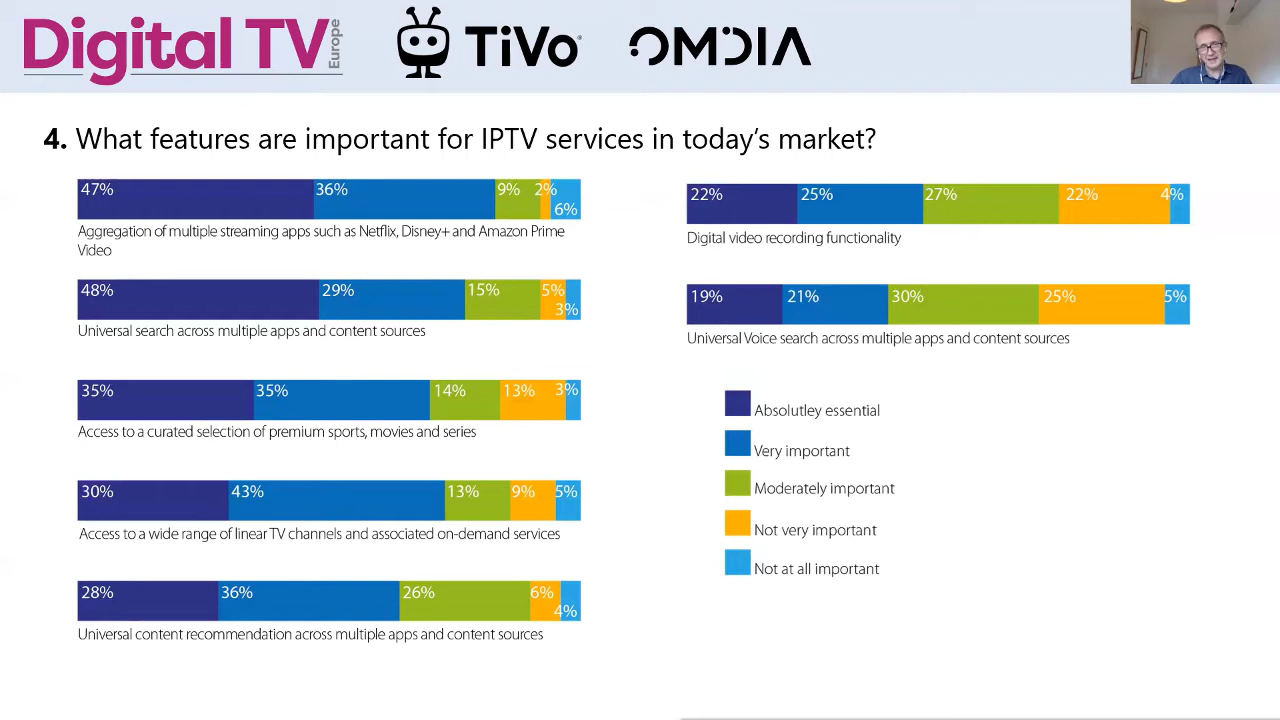 Digital TV Europe
TiVo
OMDIA
4. What features are important for IPTV services in today's market?
47% 36% 9% 2% 6%
Aggregation of multiple streaming apps such as Netflix, Disney+ and Amazon Prime
Video
48% 29% 15% 5% 3%
Universal search across multiple apps and content sources
35% 35% 14% 13% 3%
Access to a curated selection of premium sports, movies and series
30% 43% 13% 9% 5%
Access to a wide range of linear TV channels and associated on-demand services
28% 36% 26% 6% 4%
Universal content recommendation across multiple apps and content sources
22% 25% 27% 22% 4%
Digital video recording functionality
19% 21% 30% 25% 5%
Universal Voice search across multiple apps and content sources
Absolutley essential
Very important
Moderately important
Not very important
Not at all important